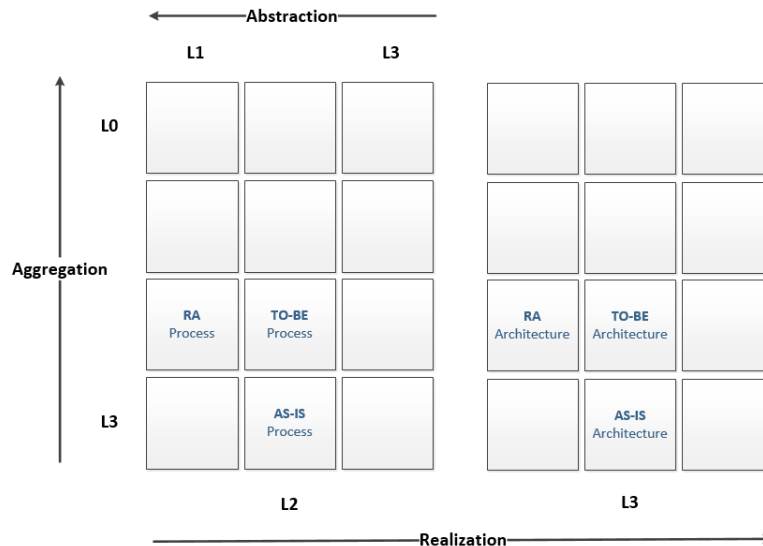 Abstraction
L1
L3
L0
Aggregation
RA
Process
TO-BE
Process
RA
Architecture
TO-BE
Architecture
L3
AS-IS
Process
AS-IS
Architecture
L2
L3
Realization